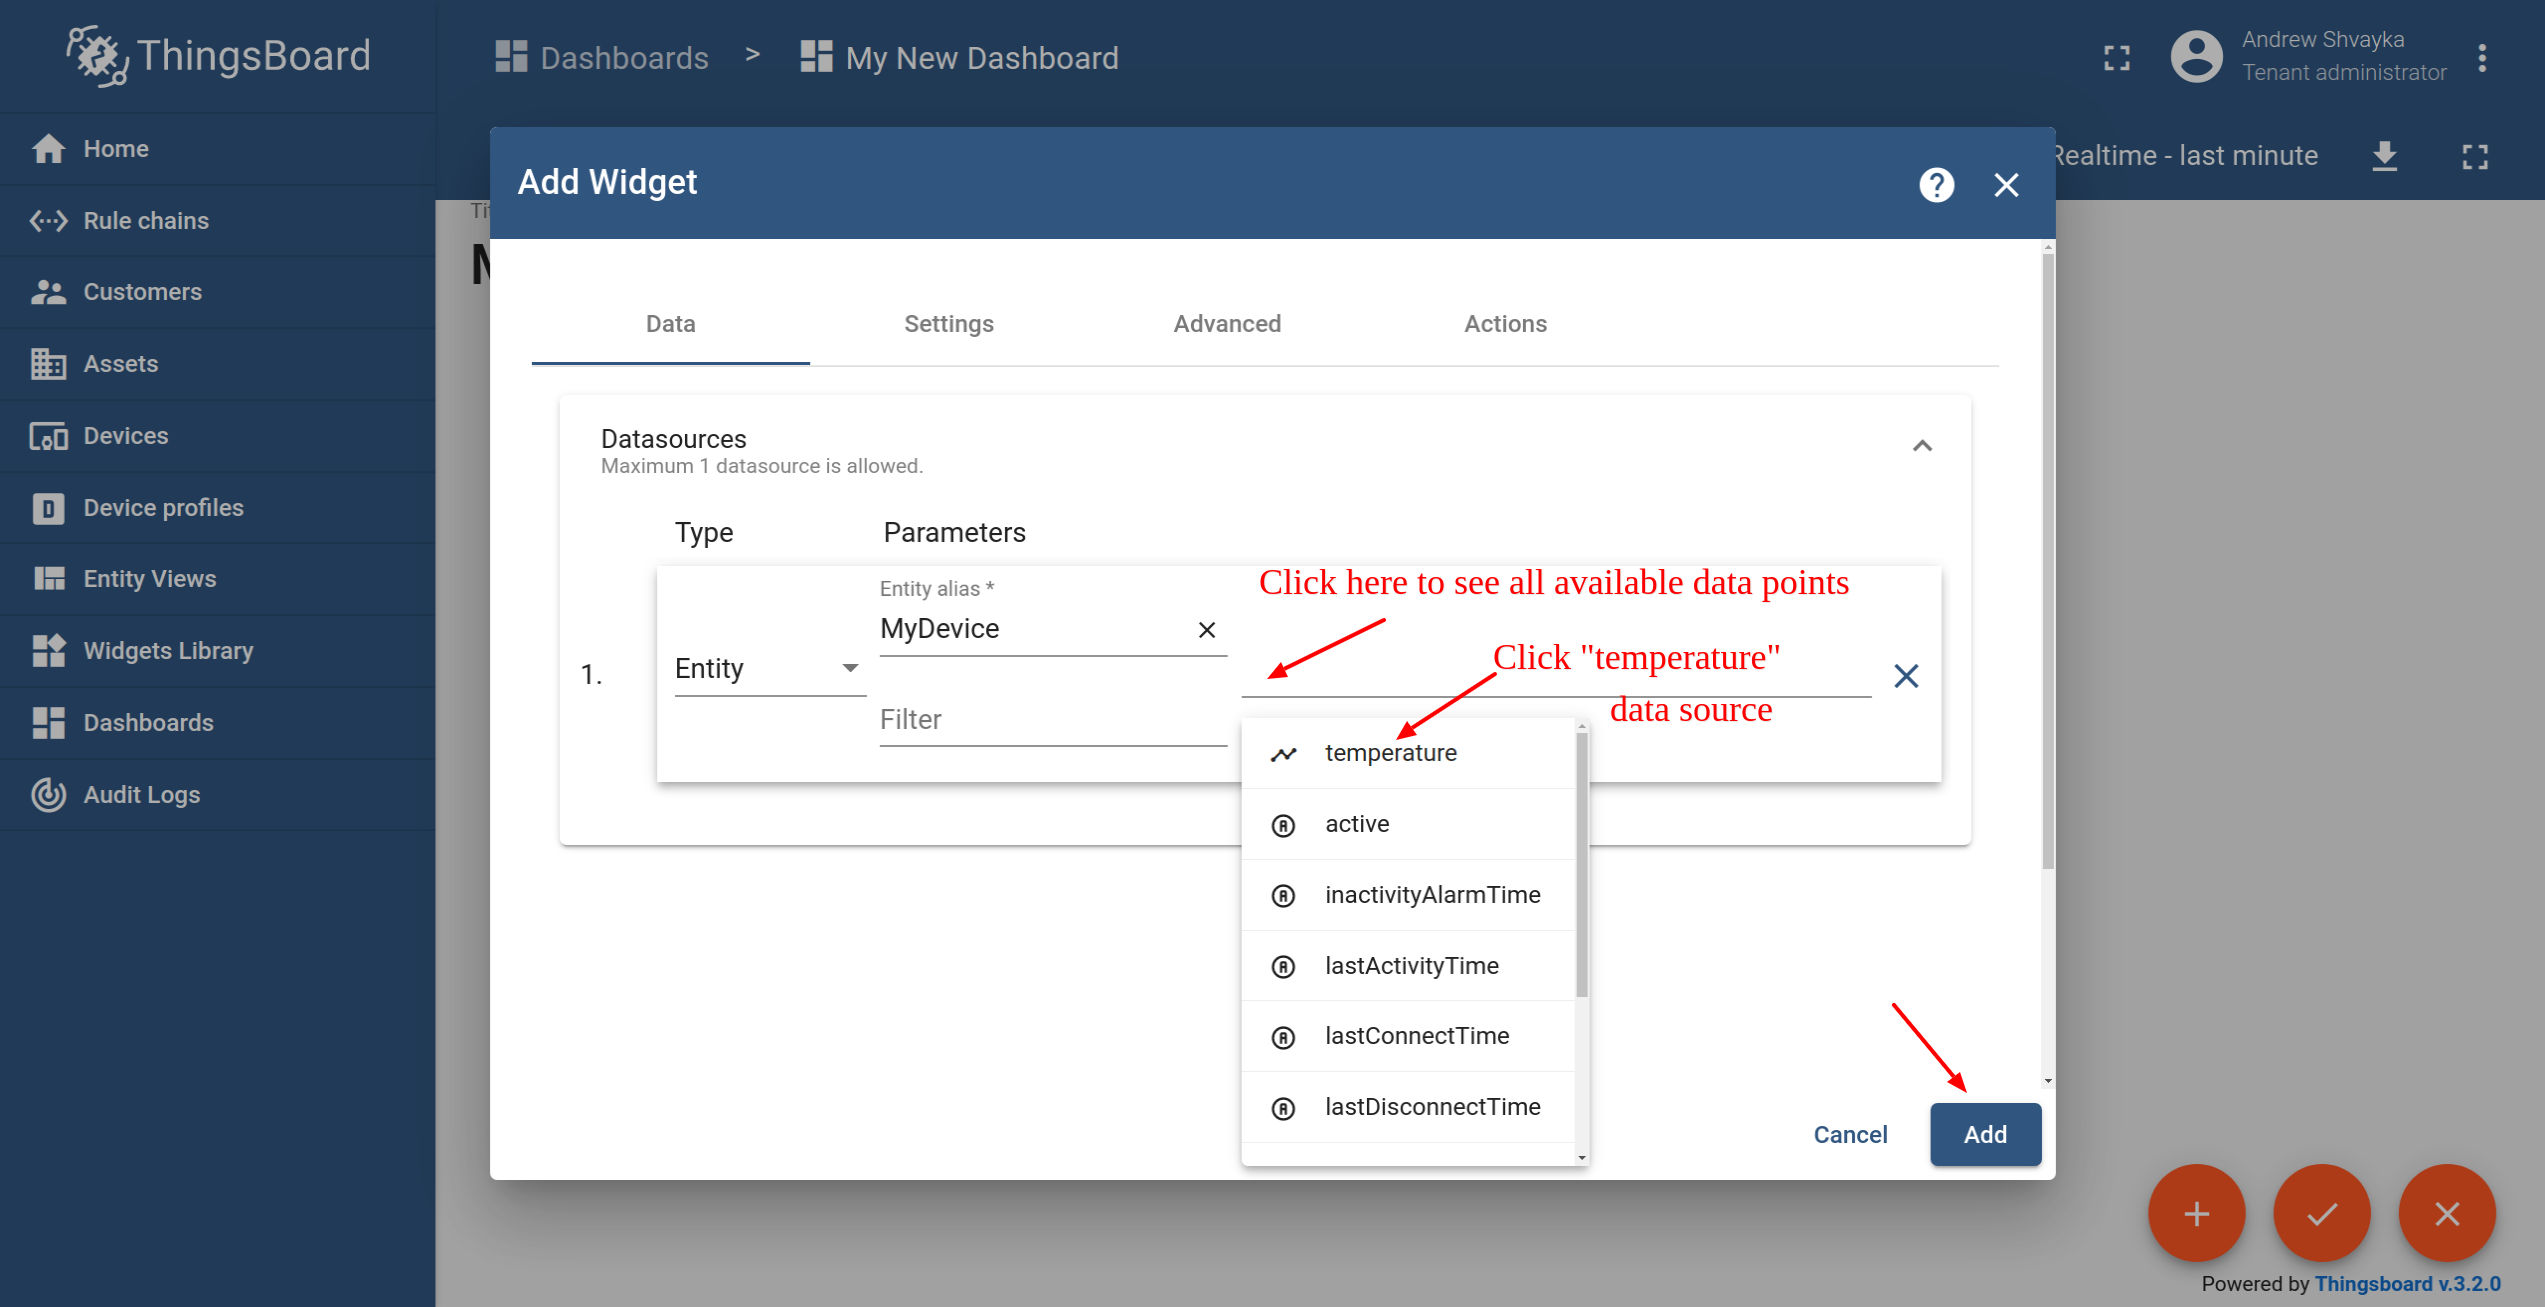 ThingsBoard
Dashboards > My New Dashboard
Andrew Shvayka
Tenant administrator
Home
Rule chains
Customers
Assets
Devices
Device profiles
Entity Views
Widgets Library
Dashboards
Audit Logs
Realtime - last minute
Add Widget
Data Settings Advanced Actions
Datasources
Maximum 1 datasource is allowed.
Type Parameters
1.
Entity
Entity alias *
MyDevice
Filter
Click here to see all available data points
Click "temperature"
data source
temperature
active
inactivityAlarmTime
lastActivityTime
lastConnectTime
lastDisconnectTime
Cancel Add
Powered by Thingsboard v.3.2.0